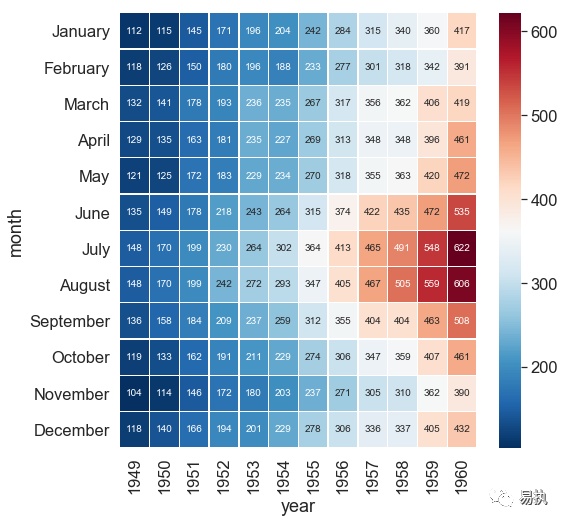 January 112 115 145 171 196 204 242 284 315 340 360 417
February 118 126 150 180 196 188 233 277 301 318 342 391
March 132 141 178 193 236 235 267 317 356 362 406 419
April 129 135 163 181 235 227 269 313 348 348 396 461
May 121 125 172 183 229 234 270 318 355 363 420 472
June 135 149 178 218 243 264 315 374 422 435 472 535
July 148 170 199 230 264 302 364 413 465 491 548 622
August 148 170 199 242 272 293 347 405 467 505 559 606
September 136 158 184 209 237 259 312 355 404 404 463 508
October 119 133 162 191 211 229 274 306 347 359 407 461
November 104 114 146 172 180 203 237 271 305 310 362 390
December 118 140 166 194 201 229 278 306 336 337 405 432
1949 1950 1951 1952 1953 1954 1955 1956 1957 1958 1959 1960
year
month
600
500
400
300
200
易执